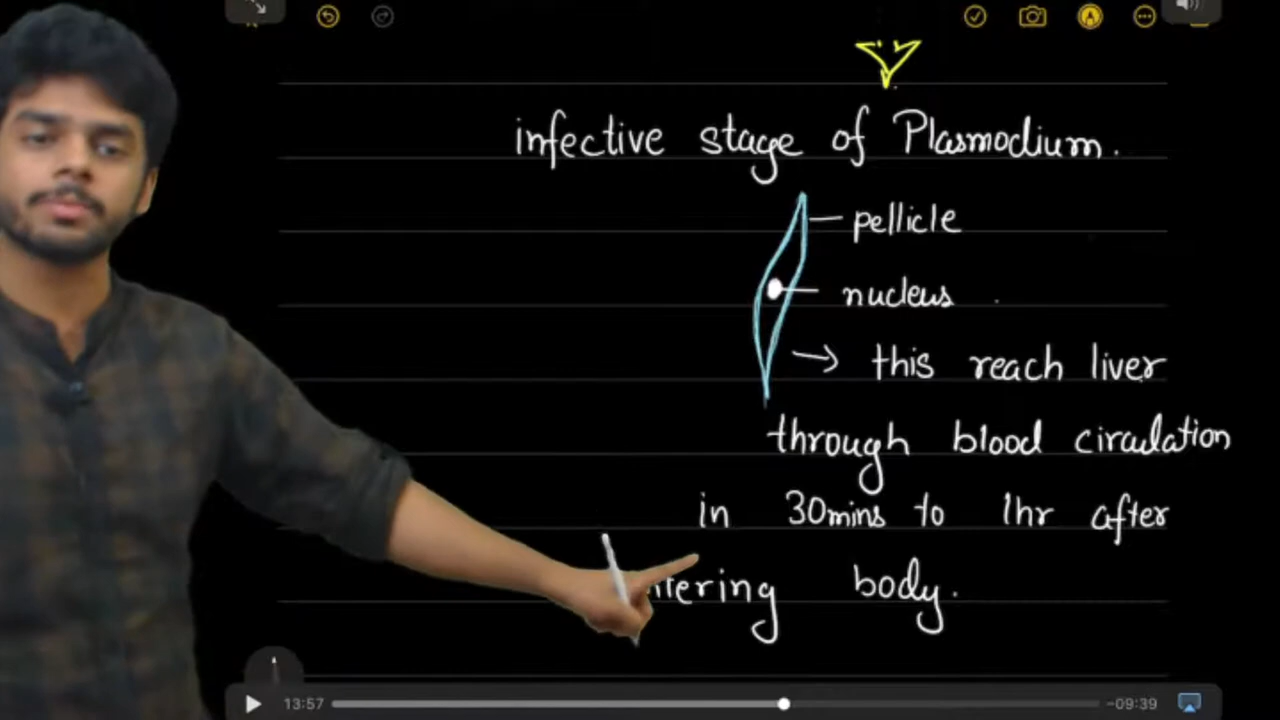 infective stage of Plasmodium.
pellicle
nucleus
→ this reach liver
through blood circulation
in 30mins to 1hr after
body.
13:57
-09:39